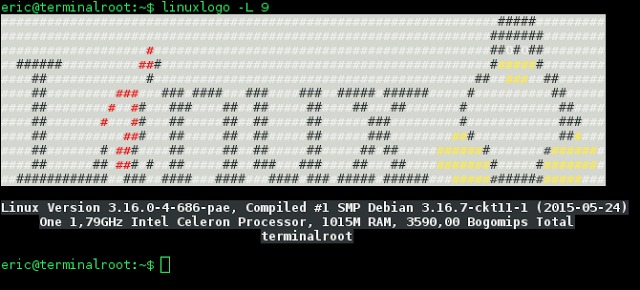 eric@terminalroot:~$ linuxlogo -L 9
Linux
Linux Version 3.16.0-4-686-pae, Compiled #1 SMP Debian 3.16.7-ckt11-1 (2015-05-24)
One 1,79GHz Intel Celeron Processor, 1015M RAM, 3590,00 Bogomips Total
terminalroot
eric@terminalroot:~$